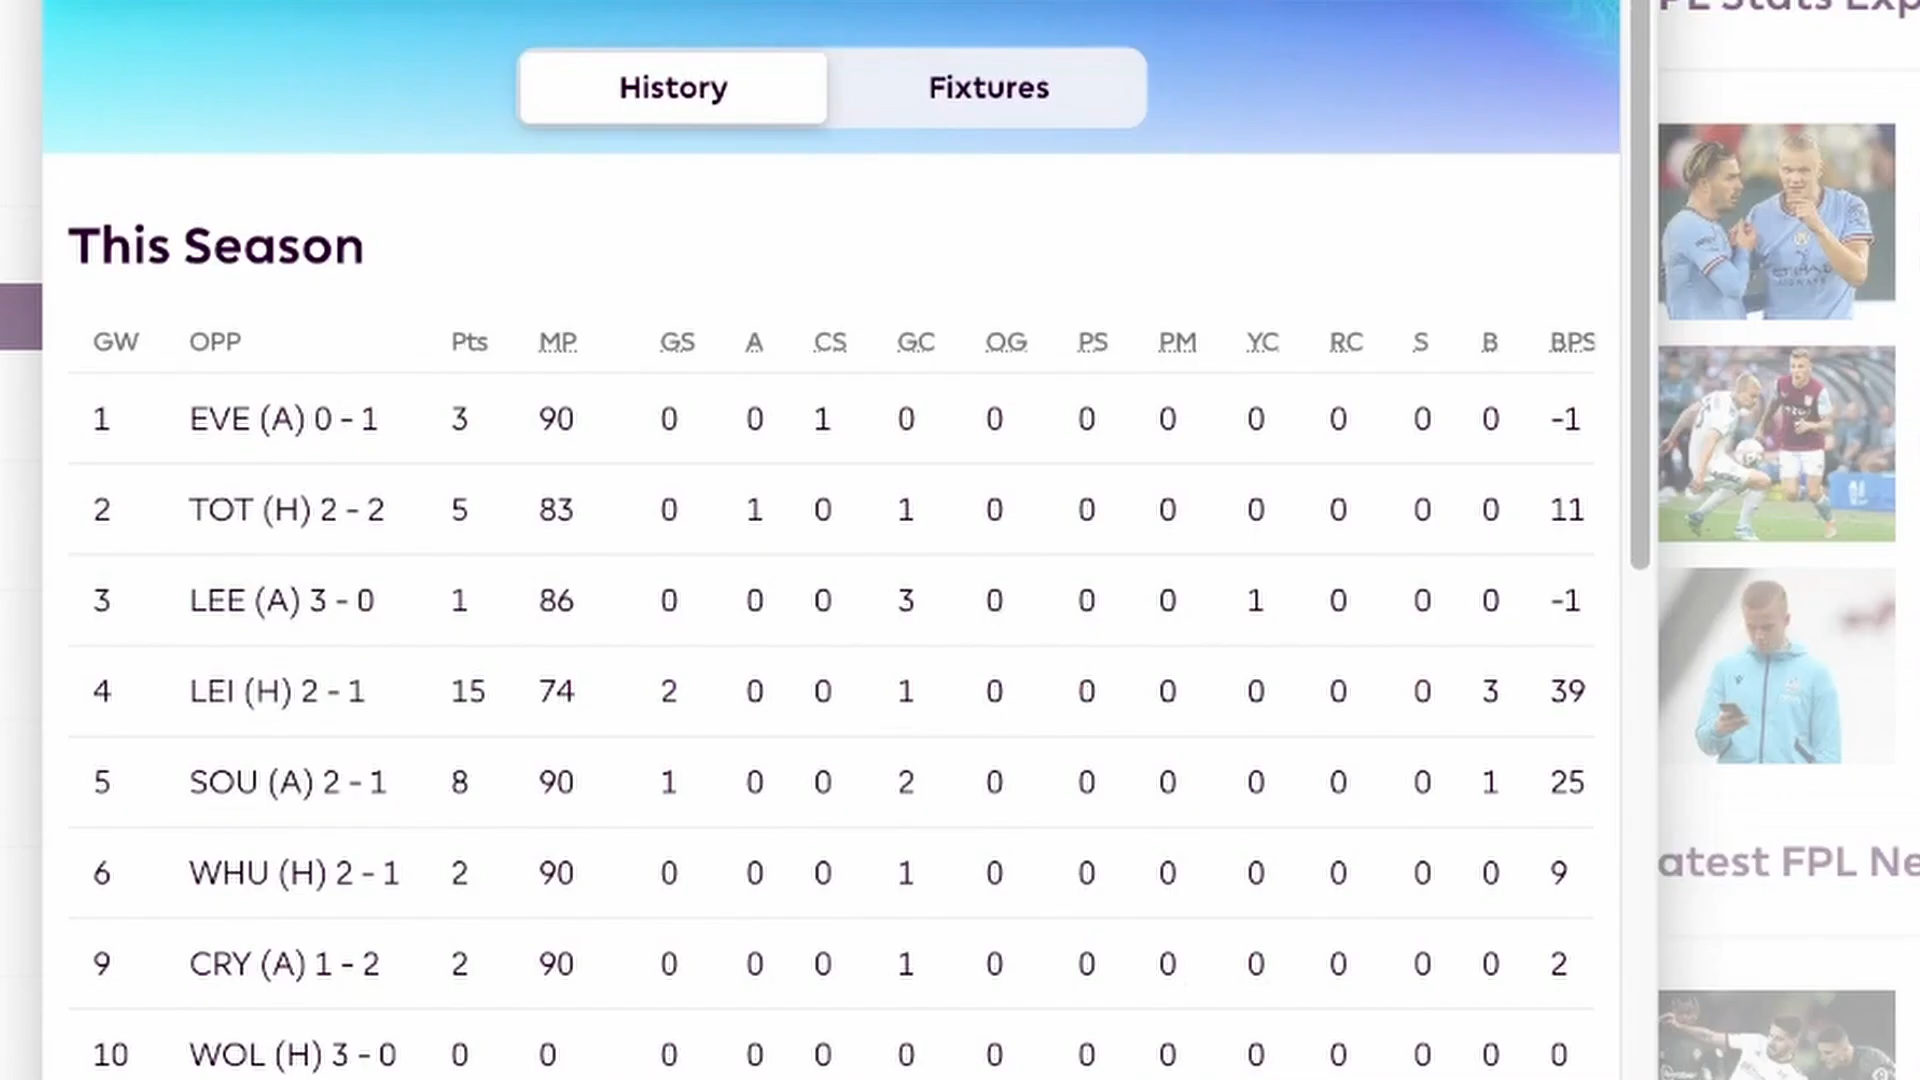 PL Stats Exp
History Fixtures
This Season
GW OPP Pts MP GS A CS GC OG PS PM YC RC S B BPS
1 EVE (A) 0 - 1 3 90 0 0 1 0 0 0 0 0 0 0 0 -1
2 TOT (H) 2 - 2 5 83 0 1 0 1 0 0 0 0 0 0 0 11
3 LEE (A) 3 - 0 1 86 0 0 0 3 0 0 0 1 0 0 0 -1
4 LEI (H) 2 - 1 15 74 2 0 0 1 0 0 0 0 0 0 3 39
5 SOU (A) 2 - 1 8 90 1 0 0 2 0 0 0 0 0 0 1 25
6 WHU (H) 2 - 1 2 90 0 0 0 1 0 0 0 0 0 0 0 9
atest FPL Ne
9 CRY (A) 1 - 2 2 90 0 0 0 1 0 0 0 0 0 0 0 2
10 WOL (H) 3 - 0 0 0 0 0 0 0 0 0 0 0 0 0 0 0